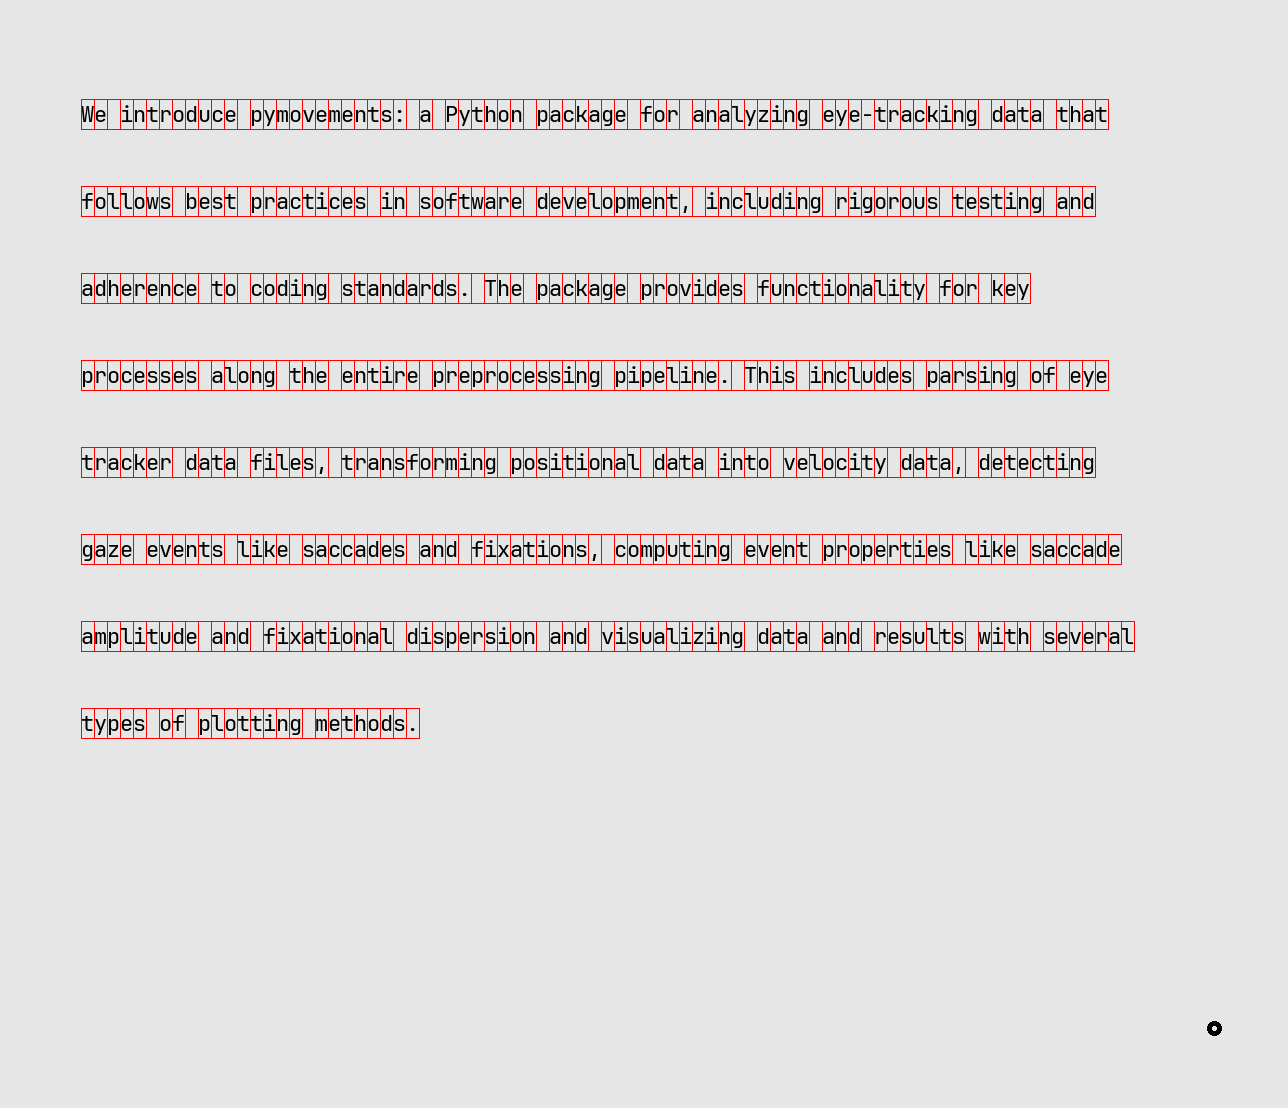 We introduce pymovements: a Python package for analyzing eye-tracking data that
follows best practices in software development, including rigorous testing and
adherence to coding standards. The package provides functionality for key
processes along the entire preprocessing pipeline. This includes parsing of eye
tracker data files, transforming positional data into velocity data, detecting
gaze events like saccades and fixations, computing event properties like saccade
amplitude and fixational dispersion and visualizing data and results with several
types of plotting methods.